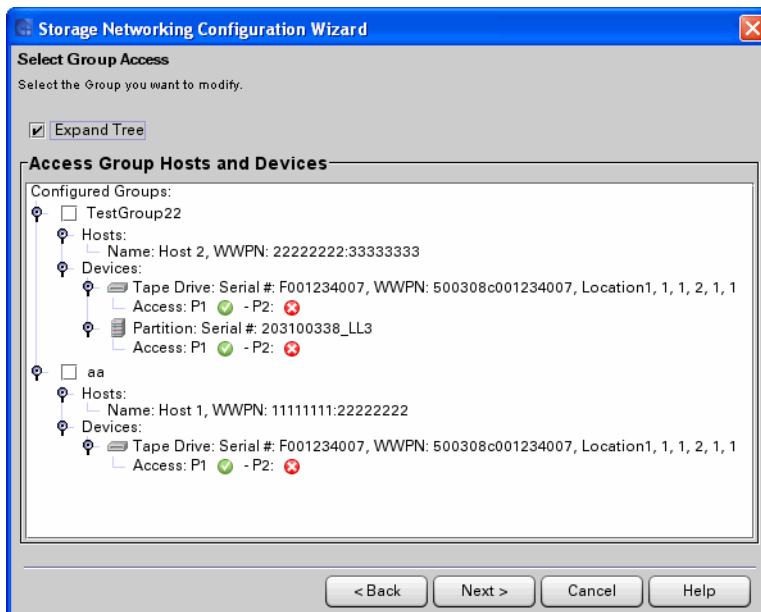 Storage Networking Configuration Wizard
Select Group Access
Select the Group you want to modify.
Expand Tree
Access Group Hosts and Devices
Configured Groups:
TestGroup22
Hosts:
Name: Host 2, WWPN: 22222222:33333333
Devices:
Tape Drive: Serial #: F001234007, WWPN: 500308c001234007, Location1, 1, 1, 2, 1, 1
Access: P1 - P2:
Partition: Serial #: 203100338_LL3
Access: P1 - P2:
aa
Hosts:
Name: Host 1, WWPN: 11111111:22222222
Devices:
Tape Drive: Serial #: F001234007, WWPN: 500308c001234007, Location1, 1, 1, 2, 1, 1
Access: P1 - P2:
< Back Next > Cancel Help